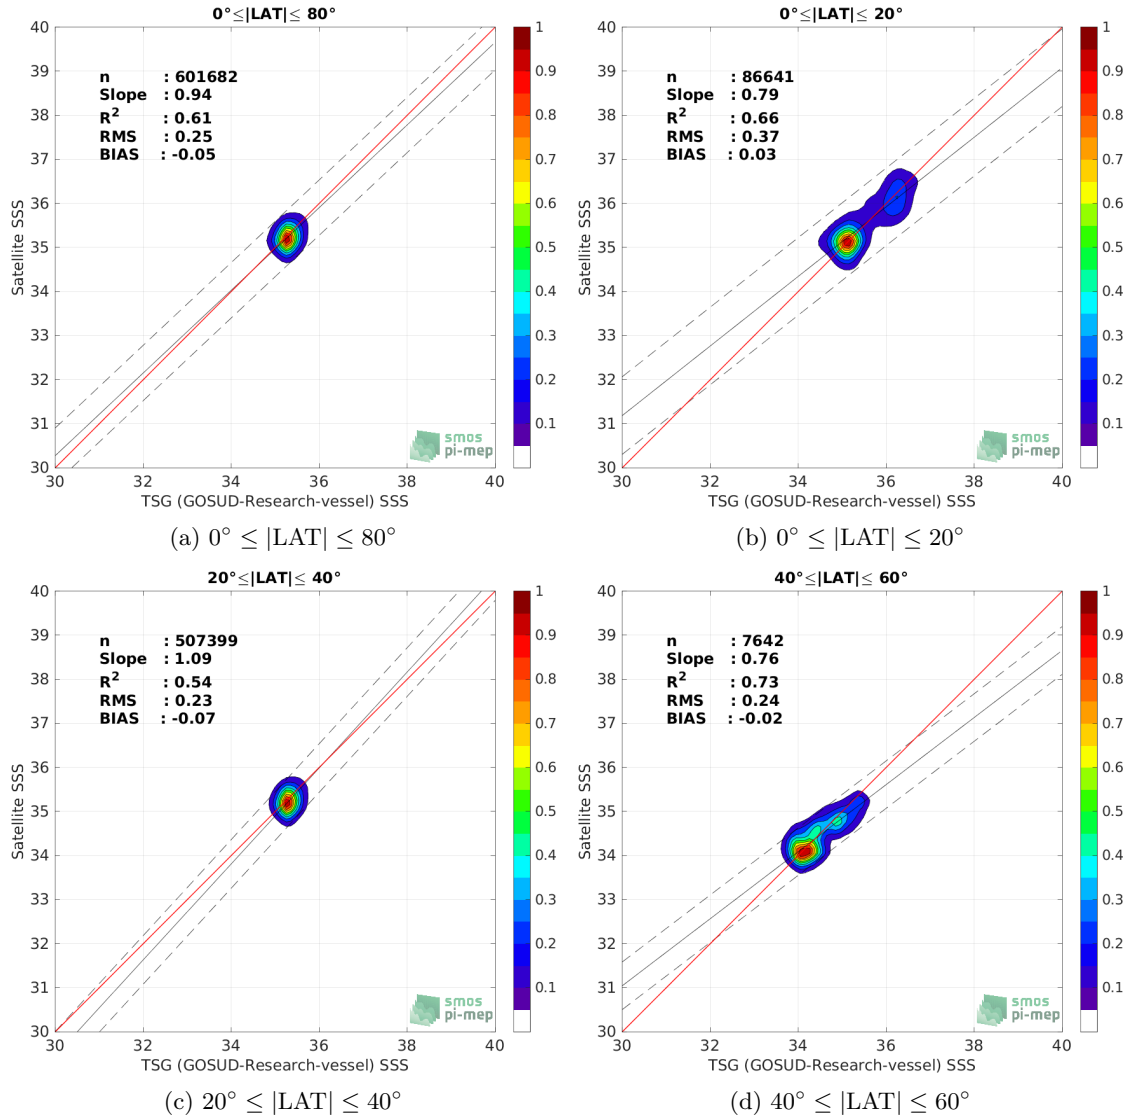 0°≤|LAT|≤ 80°
40
39
38
37
36
35
34
33
32
31
30
Satellite SSS
n : 601682
Slope : 0.94
R² : 0.61
RMS : 0.25
BIAS : -0.05
smos
pi-mep
30 32 34 36 38 40
TSG (GOSUD-Research-vessel) SSS
1
0.9
0.8
0.7
0.6
0.5
0.4
0.3
0.2
0.1
(a) 0° ≤ |LAT| ≤ 80°
0°≤|LAT|≤ 20°
40
39
38
37
36
35
34
33
32
31
30
Satellite SSS
n : 86641
Slope : 0.79
R² : 0.66
RMS : 0.37
BIAS : 0.03
smos
pi-mep
30 32 34 36 38 40
TSG (GOSUD-Research-vessel) SSS
1
0.9
0.8
0.7
0.6
0.5
0.4
0.3
0.2
0.1
(b) 0° ≤ |LAT| ≤ 20°
20°≤|LAT|≤ 40°
40
39
38
37
36
35
34
33
32
31
30
Satellite SSS
n : 507399
Slope : 1.09
R² : 0.54
RMS : 0.23
BIAS : -0.07
smos
pi-mep
30 32 34 36 38 40
TSG (GOSUD-Research-vessel) SSS
1
0.9
0.8
0.7
0.6
0.5
0.4
0.3
0.2
0.1
(c) 20° ≤ |LAT| ≤ 40°
40°≤|LAT|≤ 60°
40
39
38
37
36
35
34
33
32
31
30
Satellite SSS
n : 7642
Slope : 0.76
R² : 0.73
RMS : 0.24
BIAS : -0.02
smos
pi-mep
30 32 34 36 38 40
TSG (GOSUD-Research-vessel) SSS
1
0.9
0.8
0.7
0.6
0.5
0.4
0.3
0.2
0.1
(d) 40° ≤ |LAT| ≤ 60°